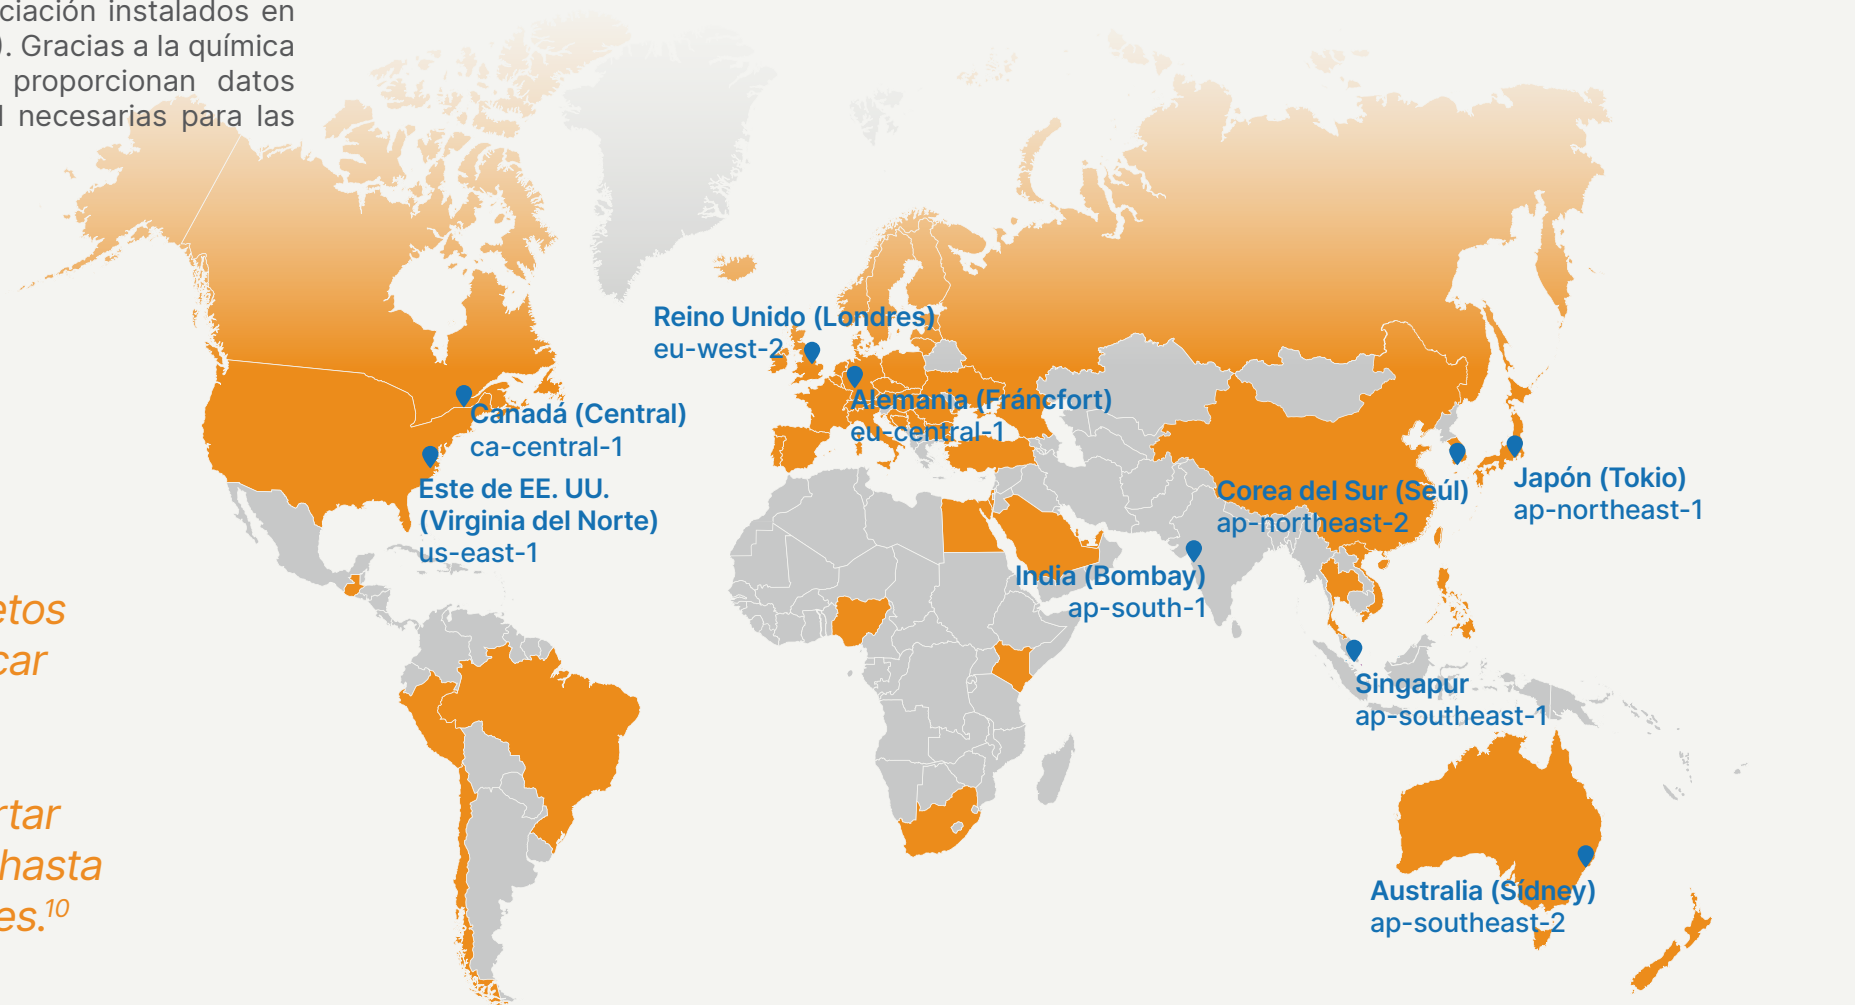 ciación instalados en
). Gracias a la química
proporcionan datos
necesarias para las
Reino Unido (Londres)
eu-west-2
Alemania (Fráncfort)
eu-central-1
Canadá (Central)
ca-central-1
Este de EE. UU.
(Virginia del Norte)
us-east-1
Corea del Sur (Seúl)
ap-northeast-2
Japón (Tokio)
ap-northeast-1
India (Bombay)
ap-south-1
Singapur
ap-southeast-1
Australia (Sídney)
ap-southeast-2
etos
car
rtar
hasta
es.¹⁰